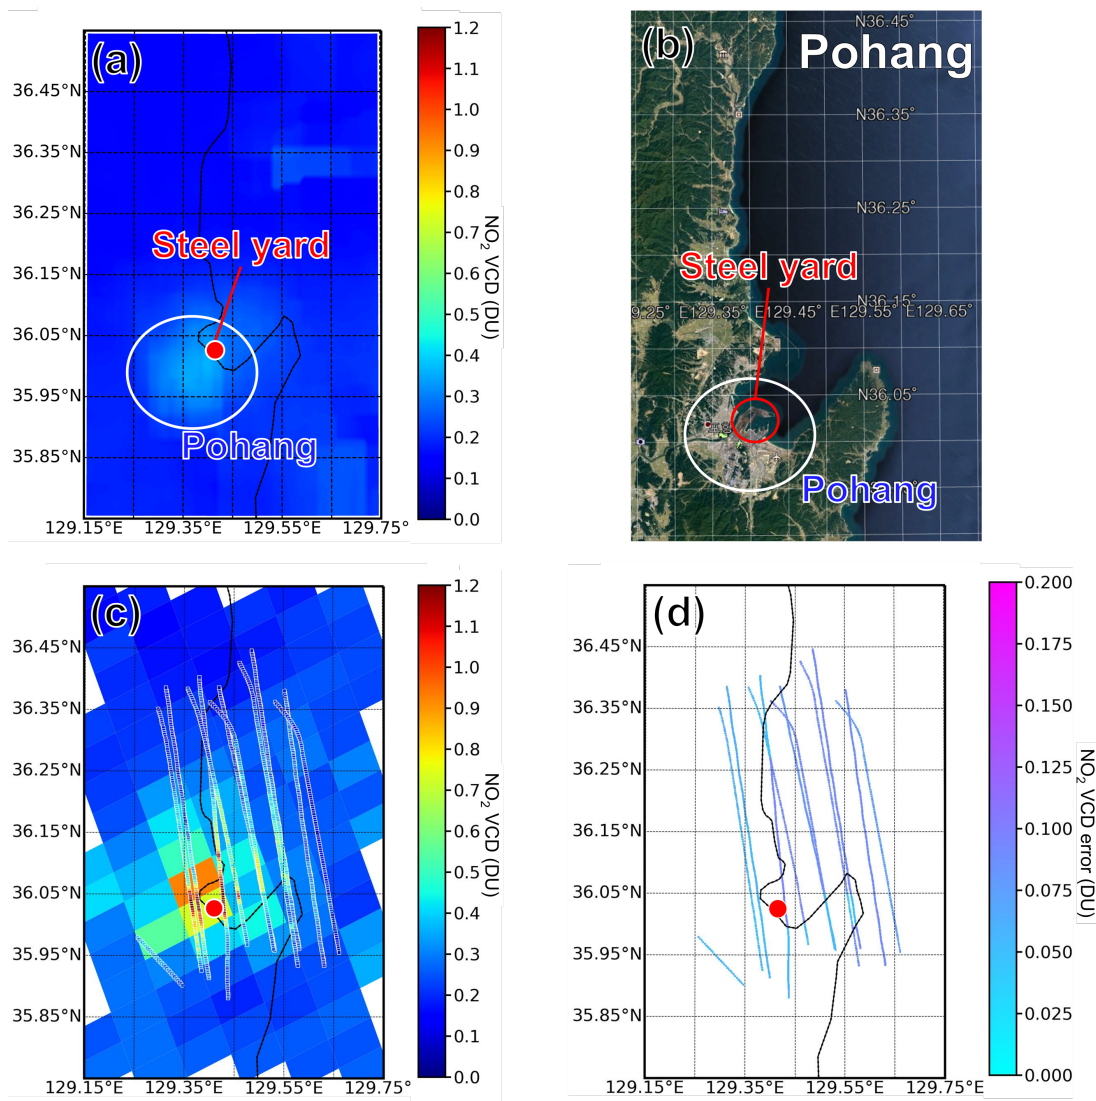 (a)
36.45°N
36.35°N
36.25°N
36.15°N
36.05°N
35.95°N
35.85°N
129.15°E
129.35°E
129.55°E
129.75°
Steel yard
Pohang
1.2
1.1
1.0
0.9
0.8
0.7
0.6
0.5
0.4
0.3
0.2
0.1
0.0
NO₂ VCD (DU)
(b)
Pohang
N36.45°
N36.35°
N36.25°
Steel yard
N36.15°
9.25° E129.35° E129.45° E129.55° E129.65°
N36.05°
Pohang
(c)
36.45°N
36.35°N
36.25°N
36.15°N
36.05°N
35.95°N
35.85°N
129.15°E
129.35°E
129.55°E
129.75°
1.2
1.1
1.0
0.9
0.8
0.7
0.6
0.5
0.4
0.3
0.2
0.1
0.0
NO₂ VCD (DU)
(d)
36.45°N
36.35°N
36.25°N
36.15°N
36.05°N
35.95°N
35.85°N
129.15°E
129.35°E
129.55°E
129.75°E
0.200
0.175
0.150
0.125
0.100
0.075
0.050
0.025
0.000
NO₂ VCD error (DU)